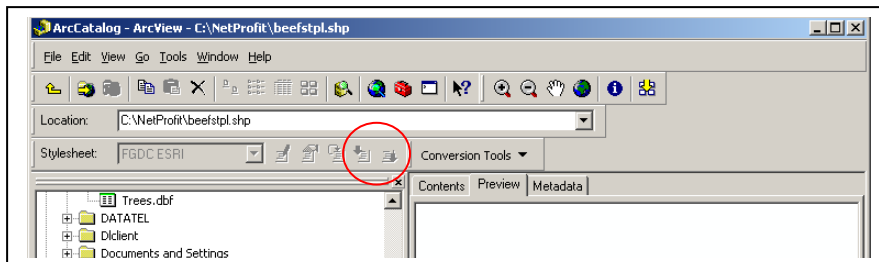 ArcCatalog - ArcView - C:\NetProfit\beefstpl.shp
File Edit View Go Tools Window Help
Location: C:\NetProfit\beefstpl.shp
Stylesheet: FGDC ESRI Conversion Tools
Contents Preview Metadata
Trees.dbf
DATATEL
Dlclient
Documents and Settings